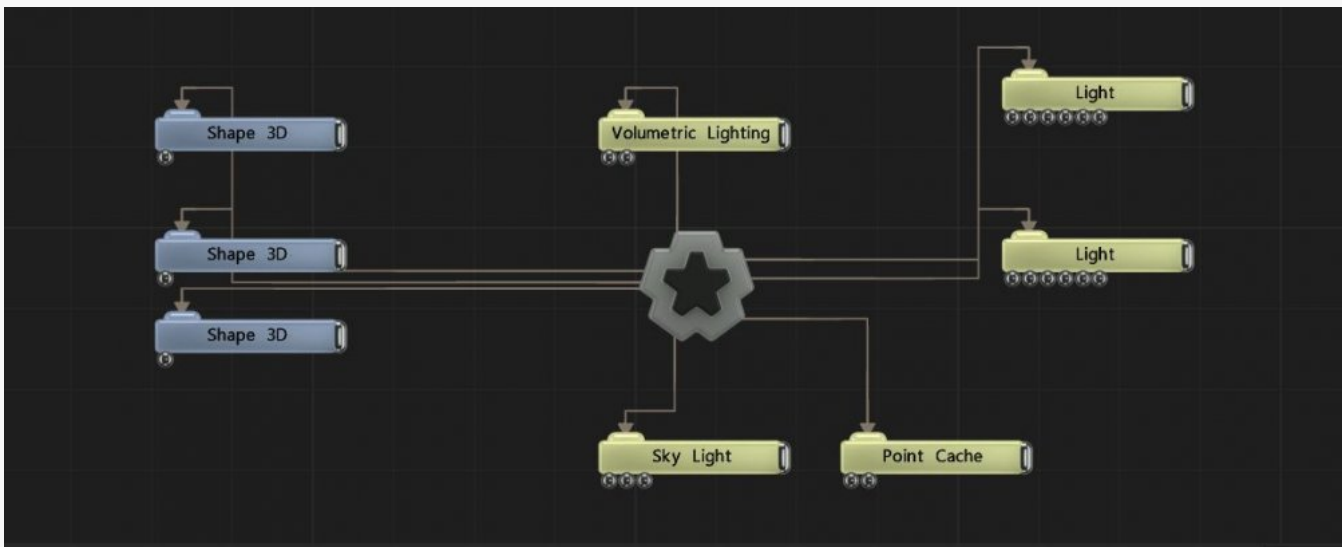 Light
Shape 3D
Volumetric Lighting
Shape 3D
Light
Shape 3D
Sky Light
Point Cache